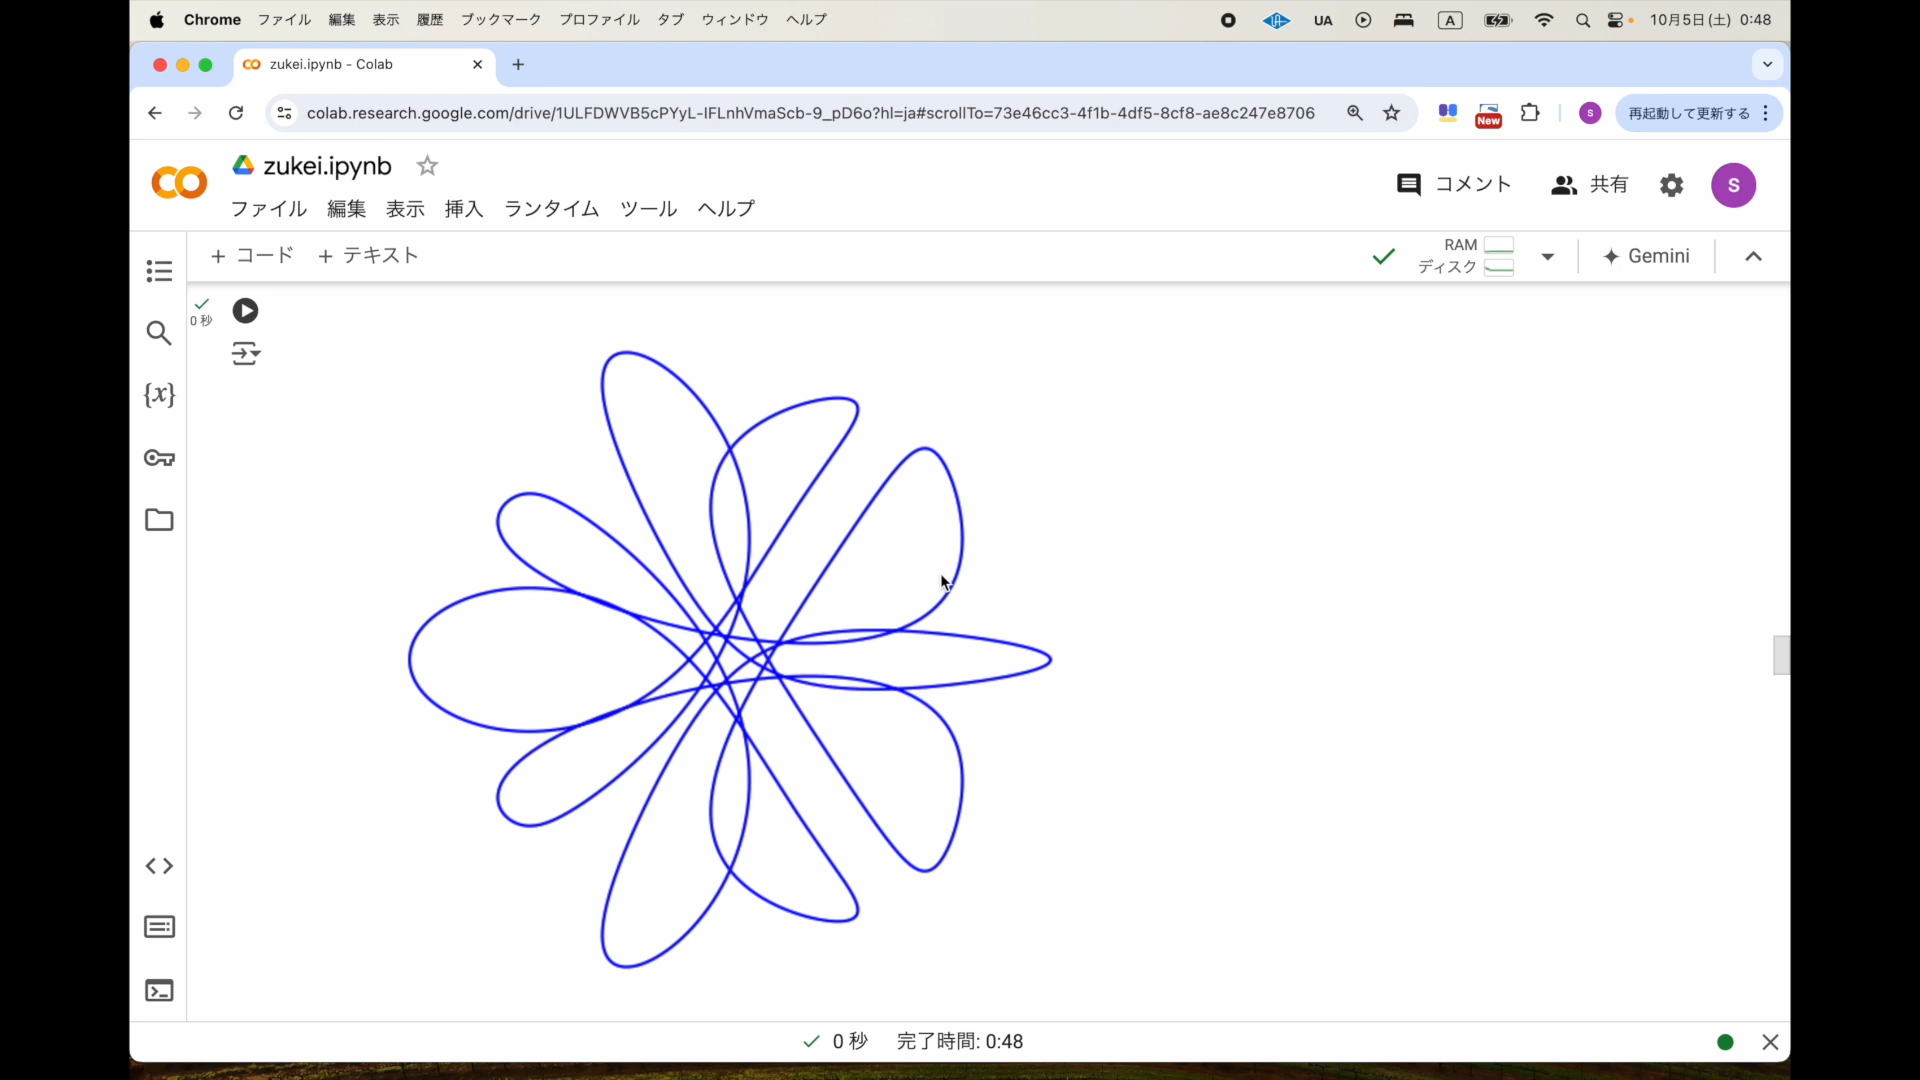 Chrome ファイル 編集 表示 履歴 ブックマーク プロファイル タブ ウィンドウ ヘルプ UA A 10月5日(土) 0:48
zukei.ipynb - Colab
colab.research.google.com/drive/1ULFDWVB5cPYyL-IFLnhVmaScb-9_pD6o?hl=ja#scrollTo=73e46cc3-4f1b-4df5-8cf8-ae8c247e8706 New S 再起動して更新する
zukei.ipynb
コメント 共有 S
ファイル 編集 表示 挿入 ランタイム ツール ヘルプ
+ コード + テキスト RAM ディスク Gemini
0 秒
{x}
0 秒 完了時間: 0:48